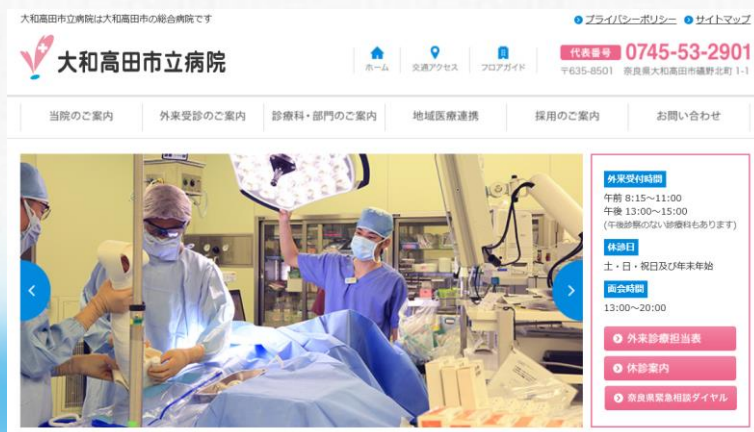 大和高田市立病院は大和高田市の総合病院です
プライバシーポリシー サイトマップ
大和高田市立病院
ホーム
交通アクセス
フロアガイド
代表番号 0745-53-2901
〒635-8501 奈良県大和高田市礒野北町 1-1
当院のご案内
外来受診のご案内
診療科・部門のご案内
地域医療連携
採用のご案内
お問い合わせ
外来受付時間
午前 8:15～11:00
午後 13:00～15:00
(午後診察のない診療科もあります)
休診日
土・日・祝日及び年末年始
面会時間
13:00～20:00
外来診療担当表
休診案内
奈良県緊急相談ダイヤル